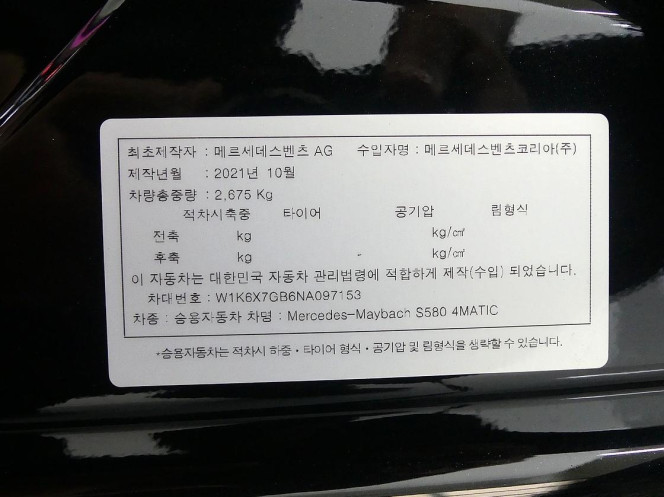 최초제작자 : 메르세데스벤츠 AG 수입자명 : 메르세데스벤츠코리아(주)
제작년월 : 2021년 10월
차량총중량 : 2,675 Kg
적차시축중 타이어 공기압 림형식
전축 kg kg/㎠
후축 kg kg/㎠
이 자동차는 대한민국 자동차 관리법령에 적합하게 제작(수입) 되었습니다.
차대번호 : W1K6X7GB6NA097153
차종 : 승용자동차 차명 : Mercedes-Maybach S580 4MATIC
*승용자동차는 적차시 하중・타이어 형식・공기압 및 림형식을 생략할 수 있습니다.